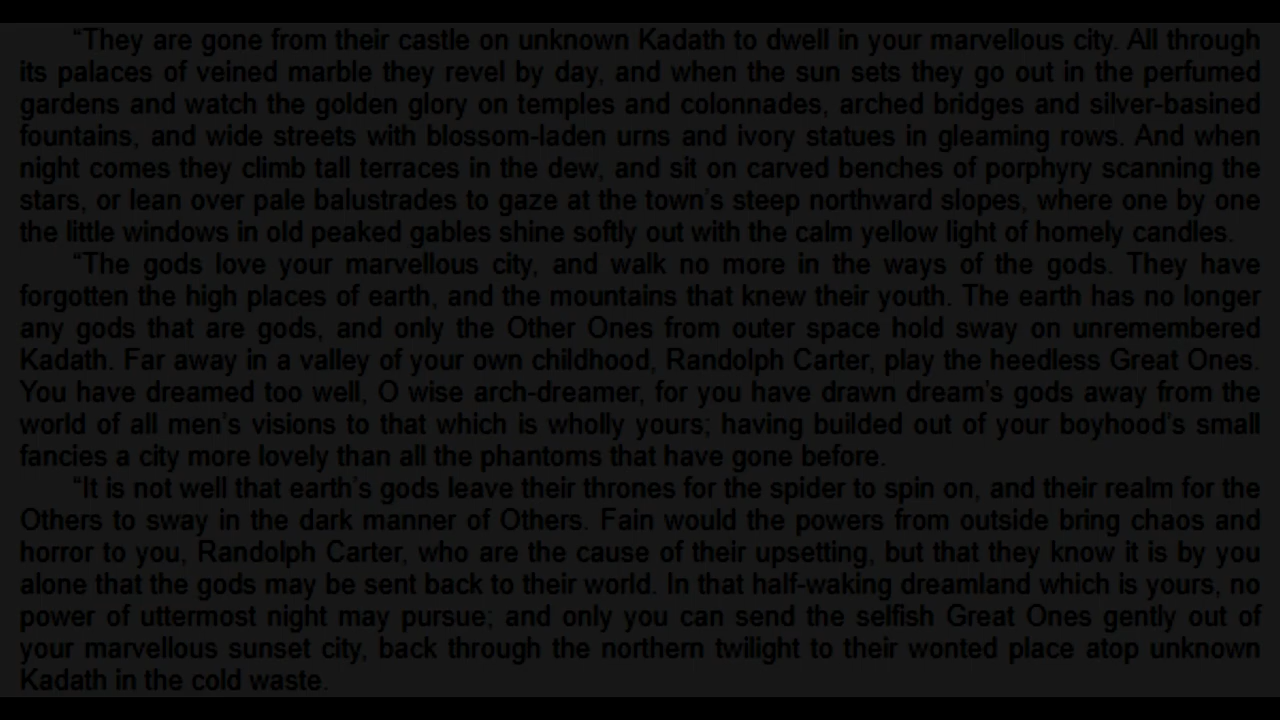 “They are gone from their castle on unknown Kadath to dwell in your marvellous city. All through
its palaces of veined marble they revel by day, and when the sun sets they go out in the perfumed
gardens and watch the golden glory on temples and colonnades, arched bridges and silver-basined
fountains, and wide streets with blossom-laden urns and ivory statues in gleaming rows. And when
night comes they climb tall terraces in the dew, and sit on carved benches of porphyry scanning the
stars, or lean over pale balustrades to gaze at the town’s steep northward slopes, where one by one
the little windows in old peaked gables shine softly out with the calm yellow light of homely candles.
“The gods love your marvellous city, and walk no more in the ways of the gods. They have
forgotten the high places of earth, and the mountains that knew their youth. The earth has no longer
any gods that are gods, and only the Other Ones from outer space hold sway on unremembered
Kadath. Far away in a valley of your own childhood, Randolph Carter, play the heedless Great Ones.
You have dreamed too well, O wise arch-dreamer, for you have drawn dream’s gods away from the
world of all men’s visions to that which is wholly yours; having builded out of your boyhood’s small
fancies a city more lovely than all the phantoms that have gone before.
“It is not well that earth’s gods leave their thrones for the spider to spin on, and their realm for the
Others to sway in the dark manner of Others. Fain would the powers from outside bring chaos and
horror to you, Randolph Carter, who are the cause of their upsetting, but that they know it is by you
alone that the gods may be sent back to their world. In that half-waking dreamland which is yours, no
power of uttermost night may pursue; and only you can send the selfish Great Ones gently out of
your marvellous sunset city, back through the northern twilight to their wonted place atop unknown
Kadath in the cold waste.